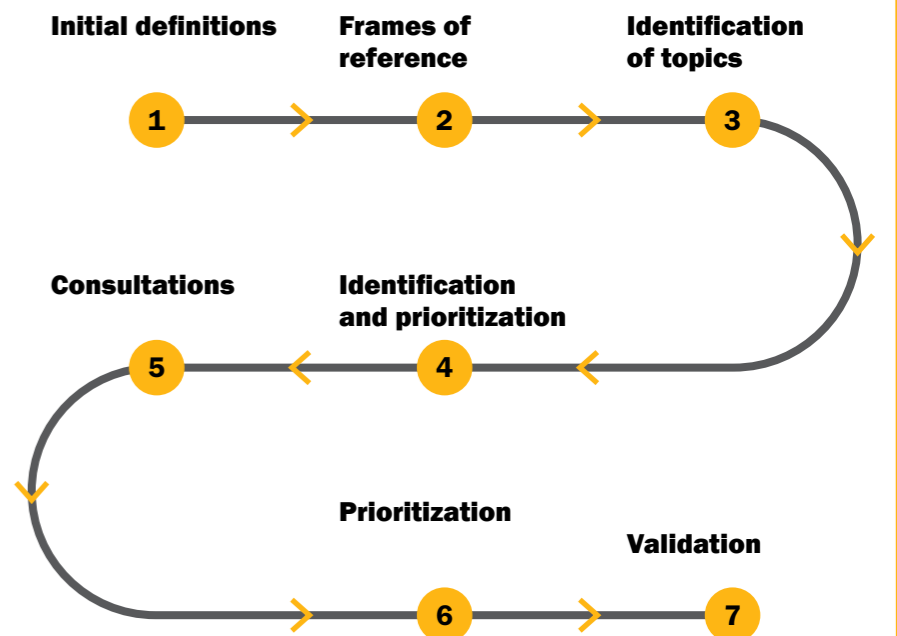 Initial definitions
Frames of
reference
Identification
of topics
1
2
3
Consultations
Identification
and prioritization
5
4
Prioritization
Validation
6
7